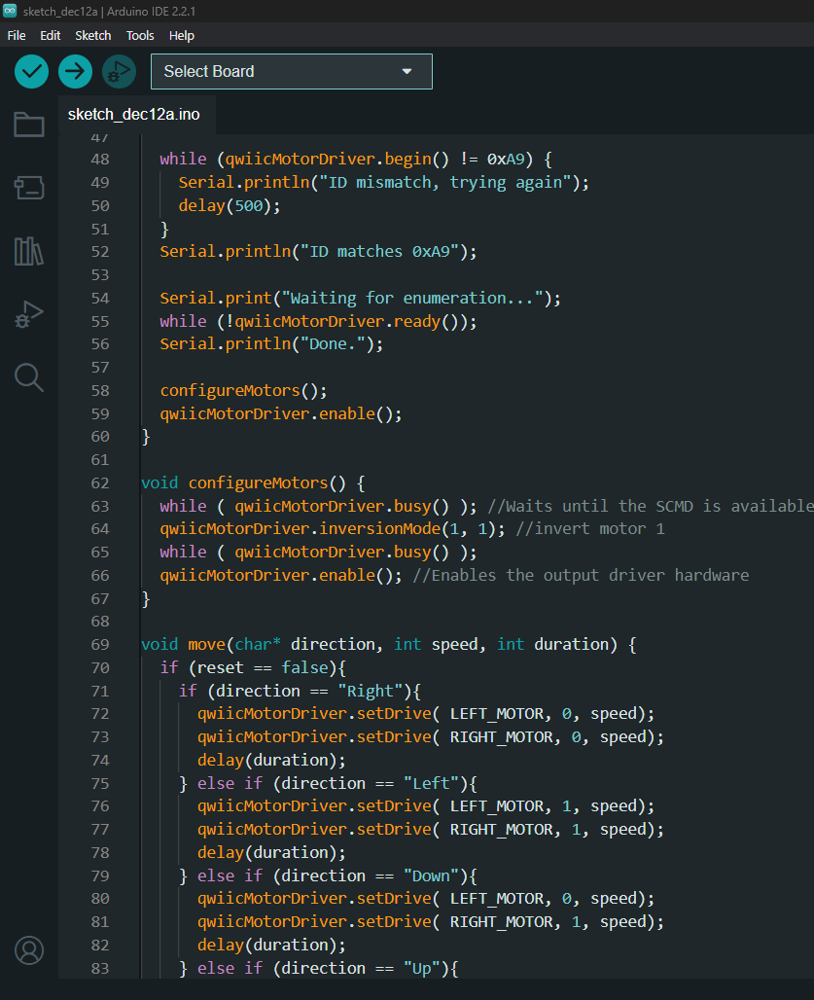 sketch_dec12a | Arduino IDE 2.2.1
File Edit Sketch Tools Help
Select Board
sketch_dec12a.ino
47
48 while (qwiicMotorDriver.begin() != 0xA9) {
49 Serial.println("ID mismatch, trying again");
50 delay(500);
51 }
52 Serial.println("ID matches 0xA9");
53
54 Serial.print("Waiting for enumeration...");
55 while (!qwiicMotorDriver.ready());
56 Serial.println("Done.");
57
58 configureMotors();
59 qwiicMotorDriver.enable();
60 }
61
62 void configureMotors() {
63 while ( qwiicMotorDriver.busy() ); //Waits until the SCMD is available
64 qwiicMotorDriver.inversionMode(1, 1); //invert motor 1
65 while ( qwiicMotorDriver.busy() );
66 qwiicMotorDriver.enable(); //Enables the output driver hardware
67 }
68
69 void move(char* direction, int speed, int duration) {
70 if (reset == false){
71 if (direction == "Right"){
72 qwiicMotorDriver.setDrive( LEFT_MOTOR, 0, speed);
73 qwiicMotorDriver.setDrive( RIGHT_MOTOR, 0, speed);
74 delay(duration);
75 } else if (direction == "Left"){
76 qwiicMotorDriver.setDrive( LEFT_MOTOR, 1, speed);
77 qwiicMotorDriver.setDrive( RIGHT_MOTOR, 1, speed);
78 delay(duration);
79 } else if (direction == "Down"){
80 qwiicMotorDriver.setDrive( LEFT_MOTOR, 0, speed);
81 qwiicMotorDriver.setDrive( RIGHT_MOTOR, 1, speed);
82 delay(duration);
83 } else if (direction == "Up"){